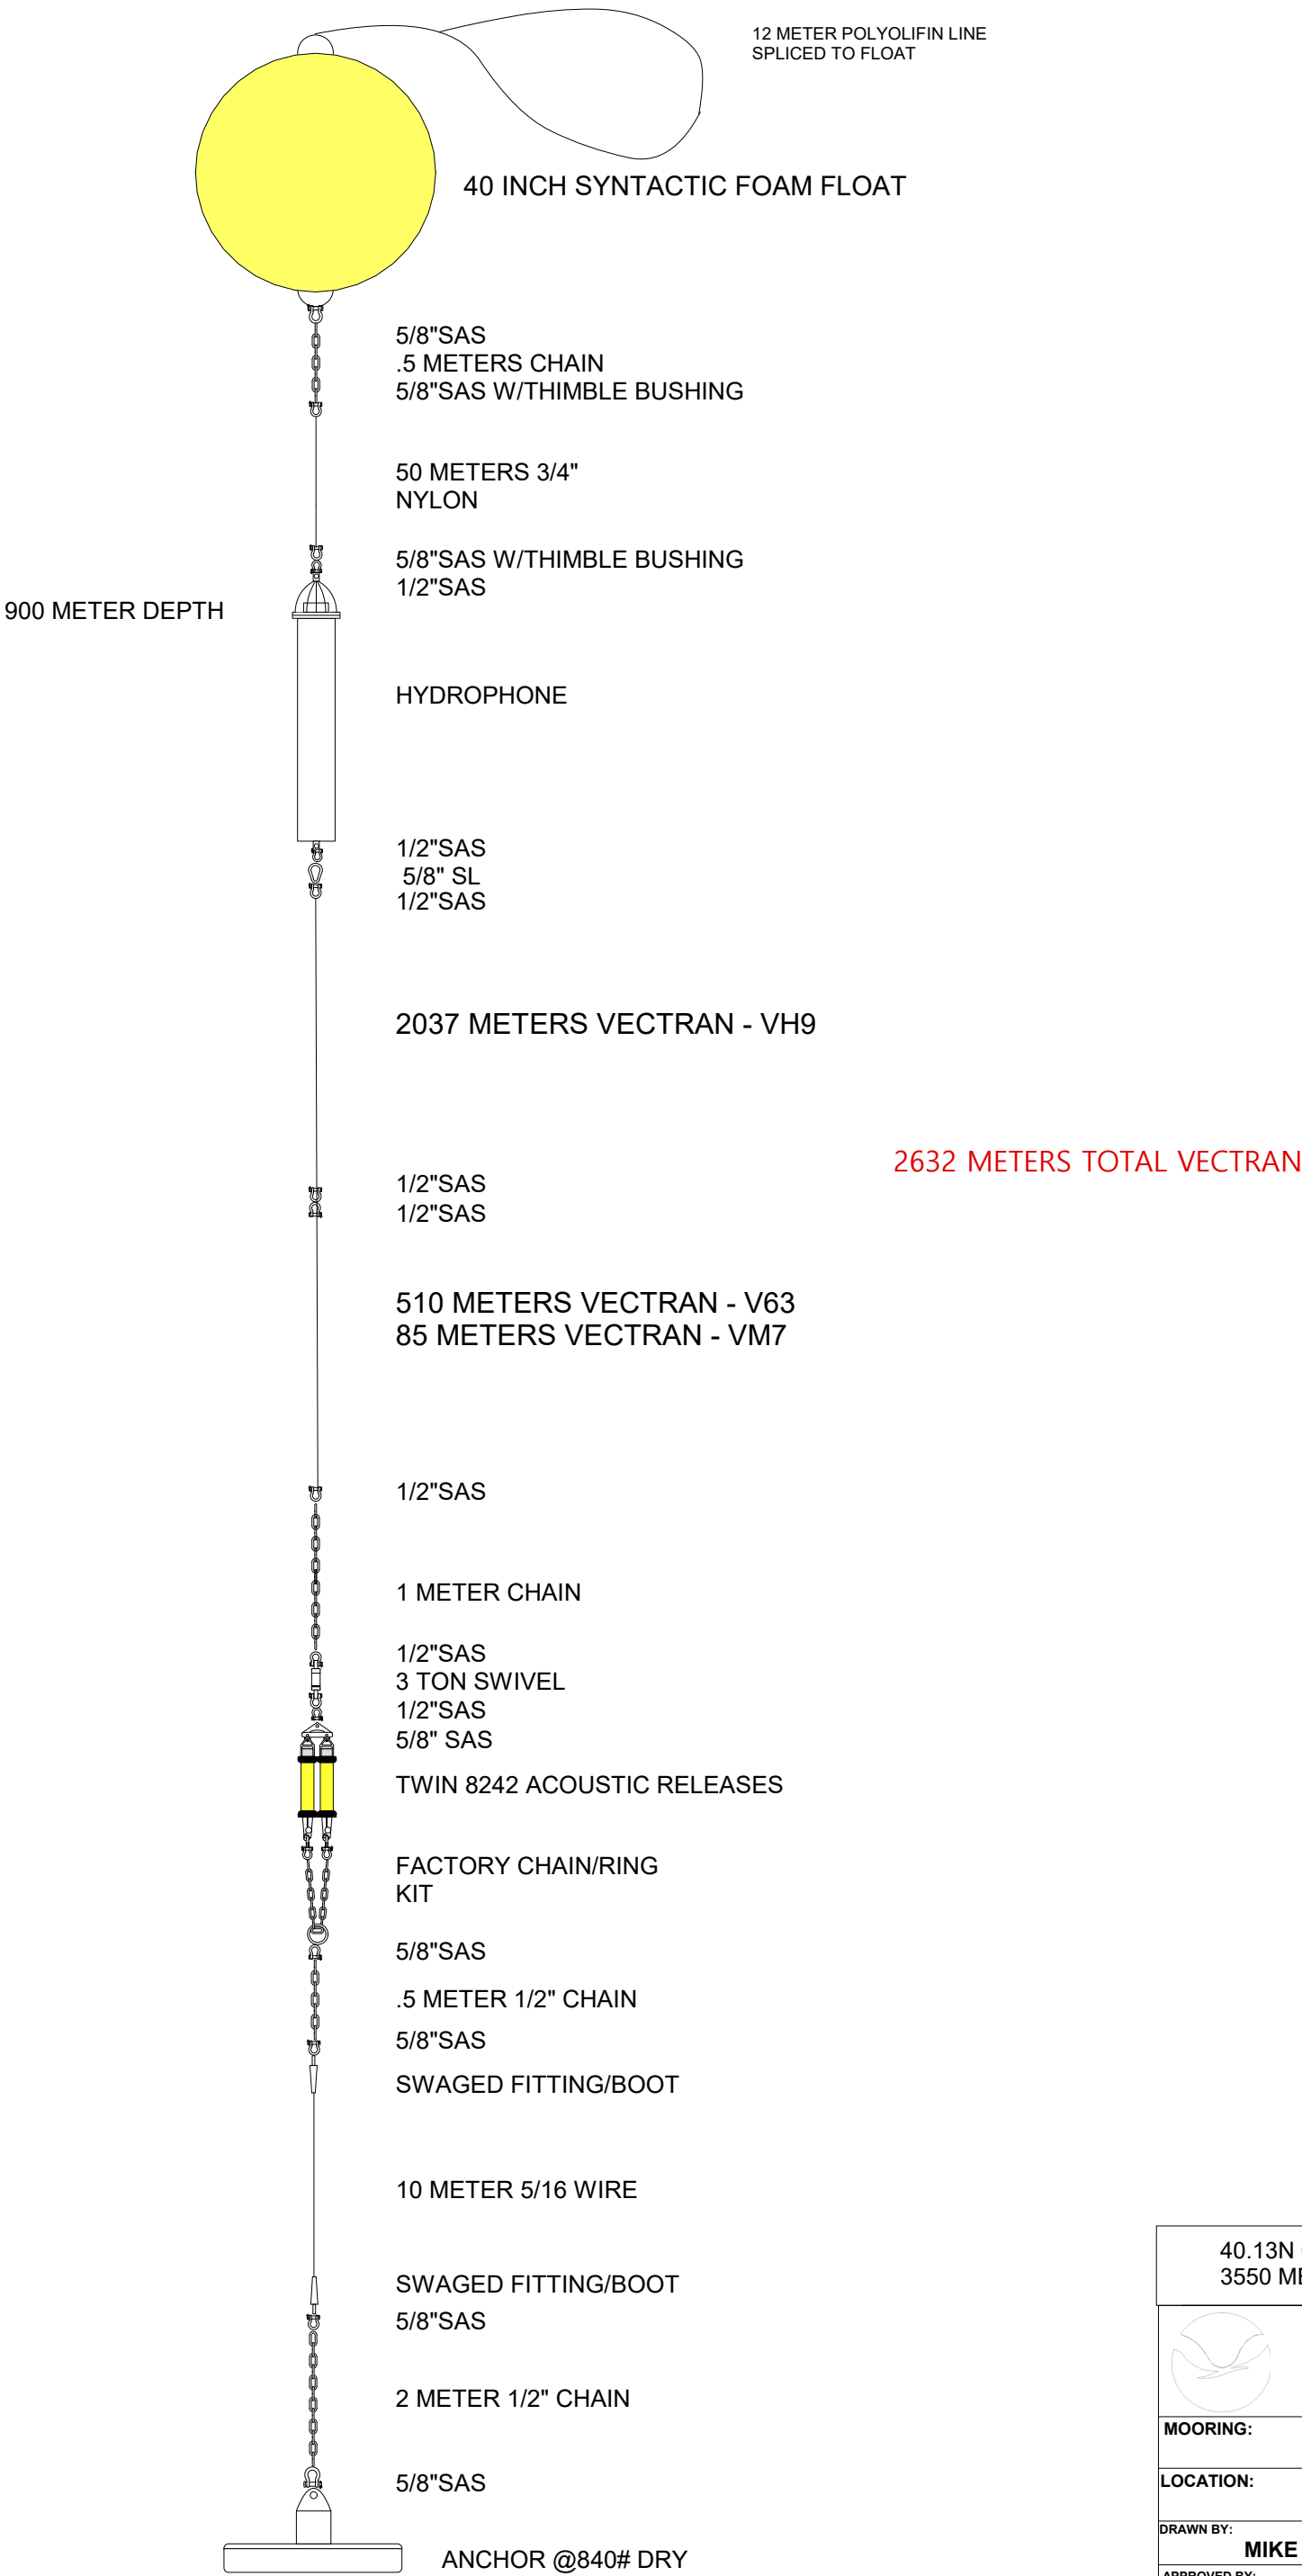 12 METER POLYOLIFIN LINE
SPLICED TO FLOAT
40 INCH SYNTACTIC FOAM FLOAT
5/8"SAS
.5 METERS CHAIN
5/8"SAS W/THIMBLE BUSHING
50 METERS 3/4"
NYLON
5/8"SAS W/THIMBLE BUSHING
1/2"SAS
900 METER DEPTH
HYDROPHONE
1/2"SAS
5/8" SL
1/2"SAS
2037 METERS VECTRAN - VH9
2632 METERS TOTAL VECTRAN
1/2"SAS
1/2"SAS
510 METERS VECTRAN - V63
85 METERS VECTRAN - VM7
1/2"SAS
1 METER CHAIN
1/2"SAS
3 TON SWIVEL
1/2"SAS
5/8" SAS
TWIN 8242 ACOUSTIC RELEASES
FACTORY CHAIN/RING
KIT
5/8"SAS
.5 METER 1/2" CHAIN
5/8"SAS
SWAGED FITTING/BOOT
10 METER 5/16 WIRE
40.13N
3550
SWAGED FITTING/BOOT
5/8"SAS
2 METER 1/2" CHAIN
MOORING:
5/8"SAS
LOCATION:
DRAWN BY:
MIKE
ANCHOR @840# DRY
APPROVED BY: